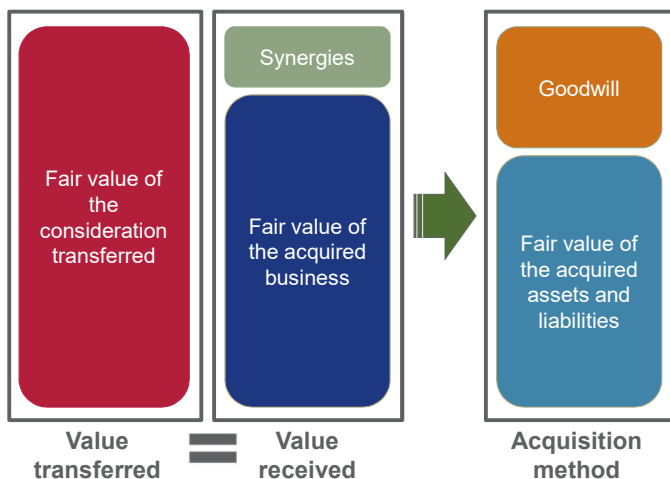 Fair value of
the
consideration
transferred
Synergies
Fair value of
the acquired
business
Goodwill
Fair value of
the acquired
assets and
liabilities
Value
transferred
=
Value
received
Acquisition
method